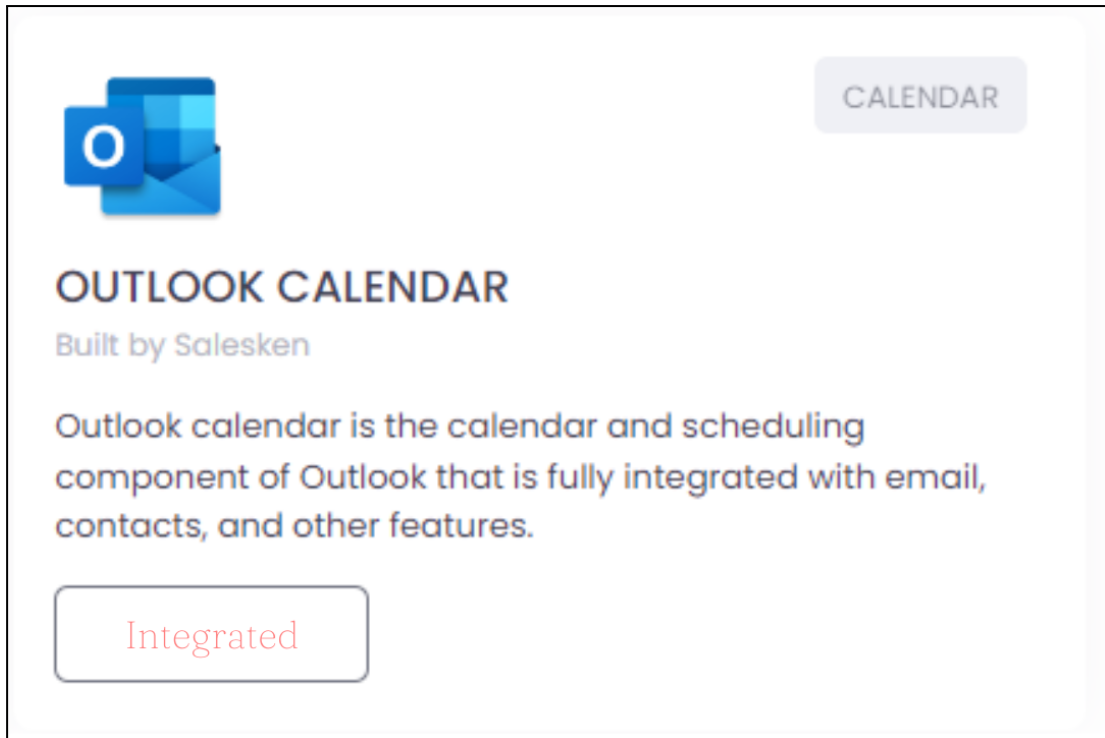 O
CALENDAR
OUTLOOK CALENDAR
Built by Salesken
Outlook calendar is the calendar and scheduling
component of Outlook that is fully integrated with email,
contacts, and other features.
Integrated